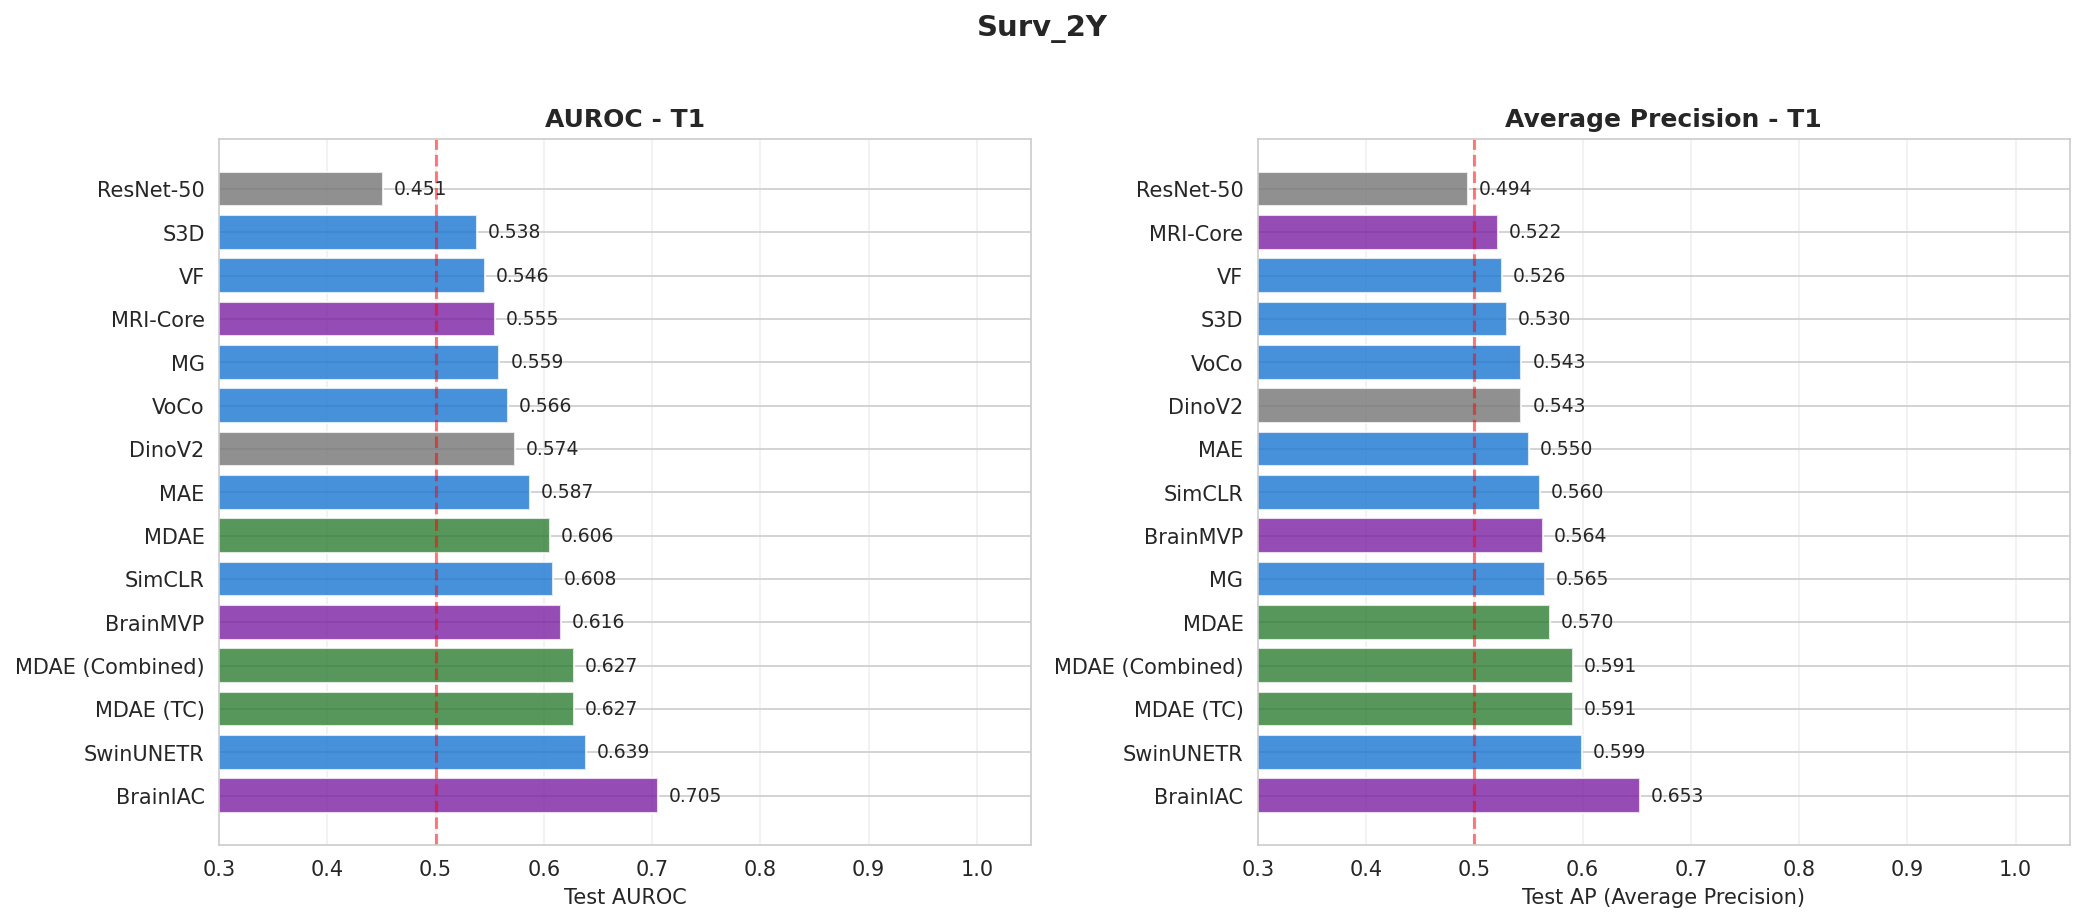 Surv_2Y
AUROC - T1
ResNet-50 0.451
S3D 0.538
VF 0.546
MRI-Core 0.555
MG 0.559
VoCo 0.566
DinoV2 0.574
MAE 0.587
MDAE 0.606
SimCLR 0.608
BrainMVP 0.616
MDAE (Combined) 0.627
MDAE (TC) 0.627
SwinUNETR 0.639
BrainIAC 0.705
0.3 0.4 0.5 0.6 0.7 0.8 0.9 1.0
Test AUROC
Average Precision - T1
ResNet-50 0.494
MRI-Core 0.522
VF 0.526
S3D 0.530
VoCo 0.543
DinoV2 0.543
MAE 0.550
SimCLR 0.560
BrainMVP 0.564
MG 0.565
MDAE 0.570
MDAE (Combined) 0.591
MDAE (TC) 0.591
SwinUNETR 0.599
BrainIAC 0.653
0.3 0.4 0.5 0.6 0.7 0.8 0.9 1.0
Test AP (Average Precision)